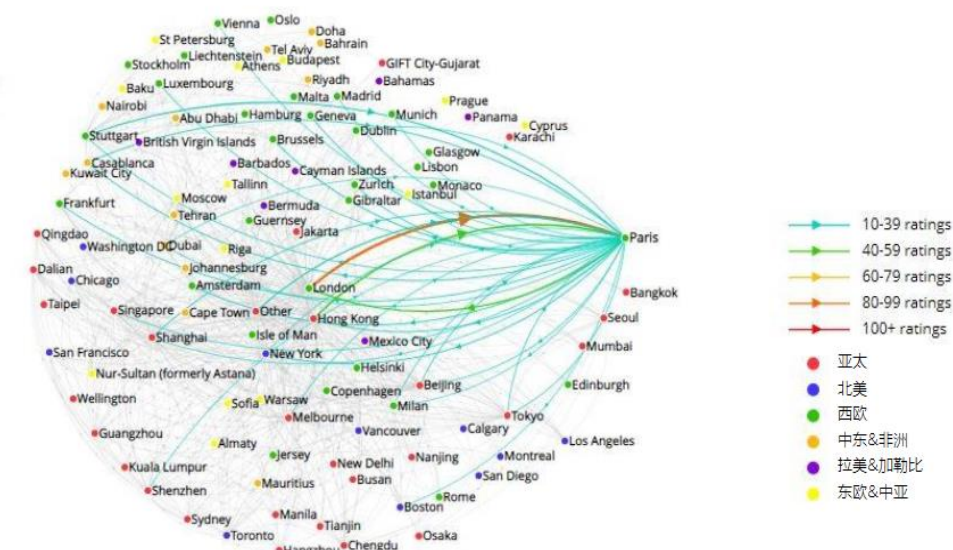 Vienna
Oslo
Doha
St Petersburg
Bahrain
Tel Aviv
Liechtenstein
Budapest
Stockholm
Athens
GIFT City-Gujarat
Baku
Luxembourg
Riyadh
Bahamas
Malta
Madrid
Nairobi
Prague
Abu Dhabi
Hamburg
Geneva
Munich
Panama
Cyprus
Stuttgart
Dublin
Karachi
British Virgin Islands
Brussels
Glasgow
Casablanca
Barbados
Lisbon
Kuwait City
Cayman Islands
Tallinn
Zurich
Monaco
Istanbul
Moscow
Gibraltar
Frankfurt
Bermuda
Tehran
Guernsey
Qingdao
Jakarta
Paris
Washington DC
Dubai
Riga
Dalian
Johannesburg
Chicago
Amsterdam
London
Bangkok
Taipei
Singapore
Cape Town
Other
Hong Kong
Seoul
Shanghai
Isle of Man
Mexico City
Mumbai
San Francisco
New York
Nur-Sultan (formerly Astana)
Helsinki
Beijing
Edinburgh
Wellington
Sofia
Warsaw
Copenhagen
Milan
Melbourne
Tokyo
Guangzhou
Vancouver
Calgary
Almaty
Los Angeles
Jersey
Nanjing
Montreal
Kuala Lumpur
New Delhi
Busan
San Diego
Shenzhen
Mauritius
Rome
Boston
Sydney
Manila
Tianjin
Toronto
Osaka
Hangzhou
Chengdu
10-39 ratings
40-59 ratings
60-79 ratings
80-99 ratings
100+ ratings
亚太
北美
西欧
中东&非洲
拉美&加勒比
东欧&中亚